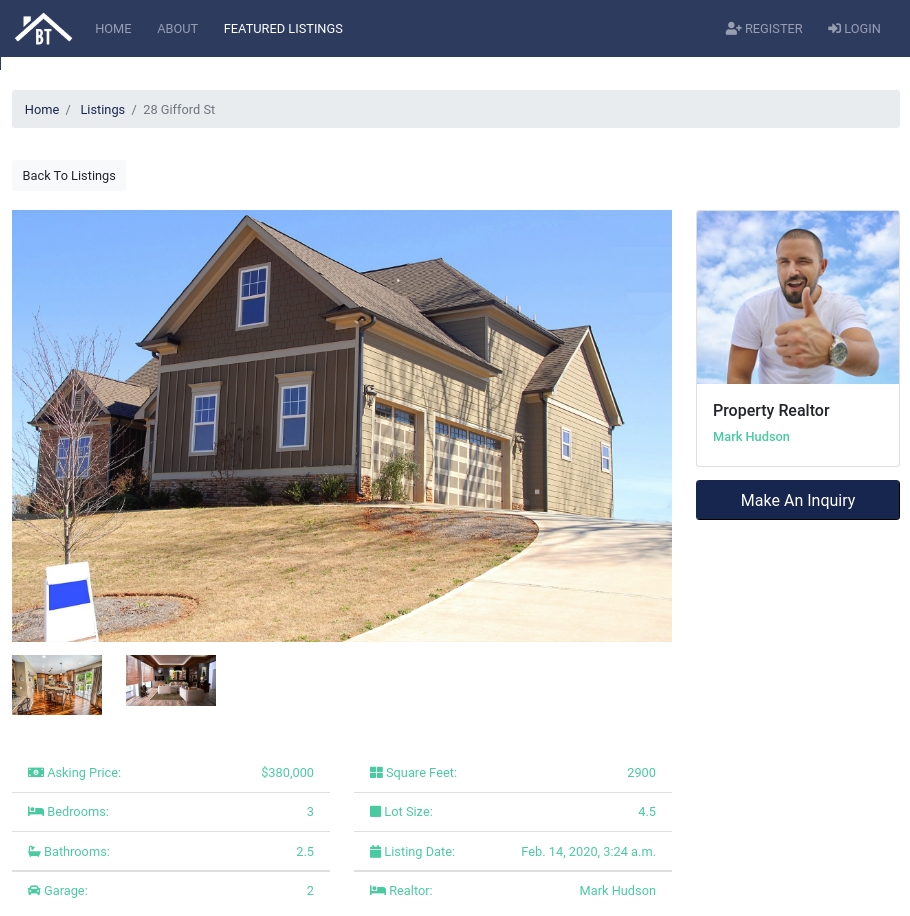 BT
HOME ABOUT FEATURED LISTINGS REGISTER LOGIN
Home / Listings / 28 Gifford St
Back To Listings
Property Realtor
Mark Hudson
Make An Inquiry
Asking Price: $380,000
Square Feet: 2900
Bedrooms: 3
Lot Size: 4.5
Bathrooms: 2.5
Listing Date: Feb. 14, 2020, 3:24 a.m.
Garage: 2
Realtor: Mark Hudson